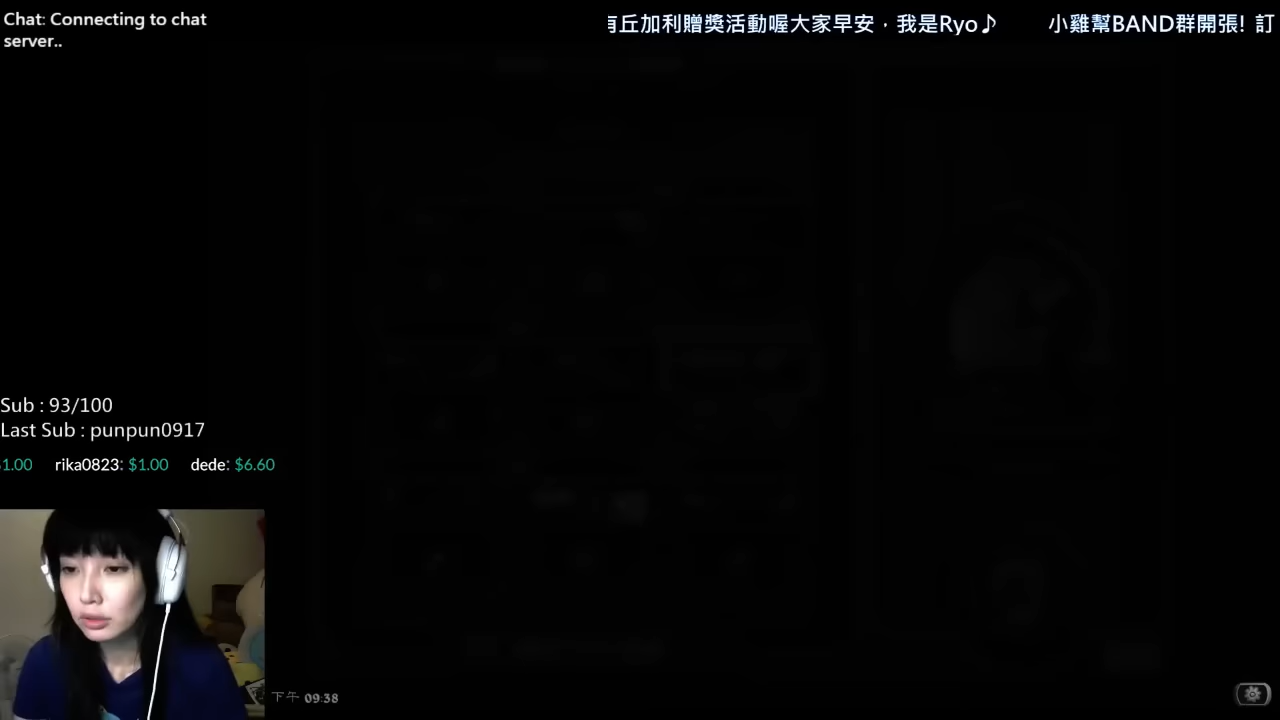 Chat: Connecting to chat
server..
有丘加利贈獎活動喔大家早安·我是Ryo♪ 小雞幫BAND群開張! 訂
Sub : 93/100
Last Sub : punpun0917
$1.00 rika0823: $1.00 dede: $6.60
下午 09:38